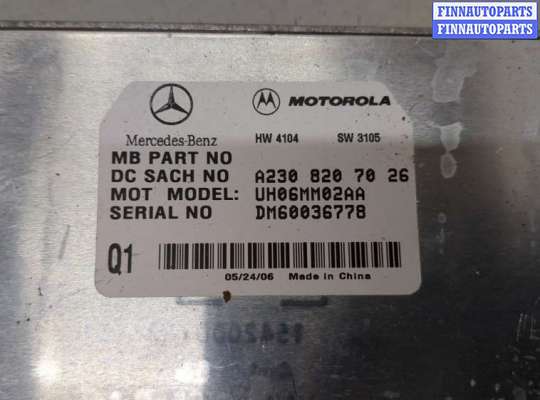 FINNAUTOPARTS
FINNAUTOPARTS
Mercedes-Benz
MOTOROLA
HW 4104 SW 3105
MB PART NO
DC SACH NO A230 820 70 26
MOT MODEL: UH06MM02AA
SERIAL NO DM60036778
Q1
05/24/06 Made in China